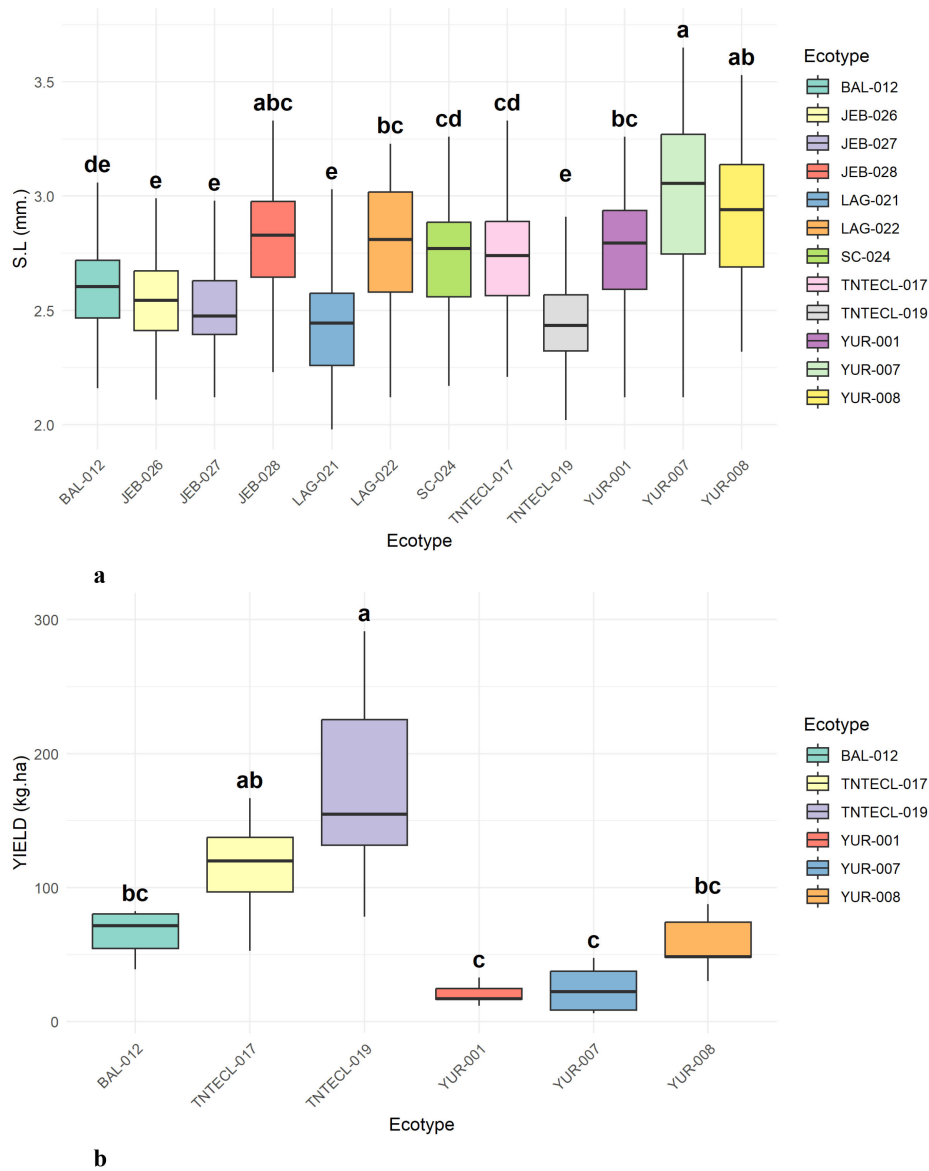 a
3.5
3.0
2.5
2.0
S.L (mm.)
de
e
e
abc
e
bc
cd
cd
e
bc
a
ab
BAL-012
JEB-026
JEB-027
JEB-028
LAG-021
LAG-022
SC-024
TNTECL-017
TNTECL-019
YUR-001
YUR-007
YUR-008
Ecotype
Ecotype
BAL-012
JEB-026
JEB-027
JEB-028
LAG-021
LAG-022
SC-024
TNTECL-017
TNTECL-019
YUR-001
YUR-007
YUR-008
300
200
100
0
YIELD (kg.ha)
bc
ab
a
c
c
bc
BAL-012
TNTECL-017
TNTECL-019
YUR-001
YUR-007
YUR-008
Ecotype
Ecotype
BAL-012
TNTECL-017
TNTECL-019
YUR-001
YUR-007
YUR-008
b